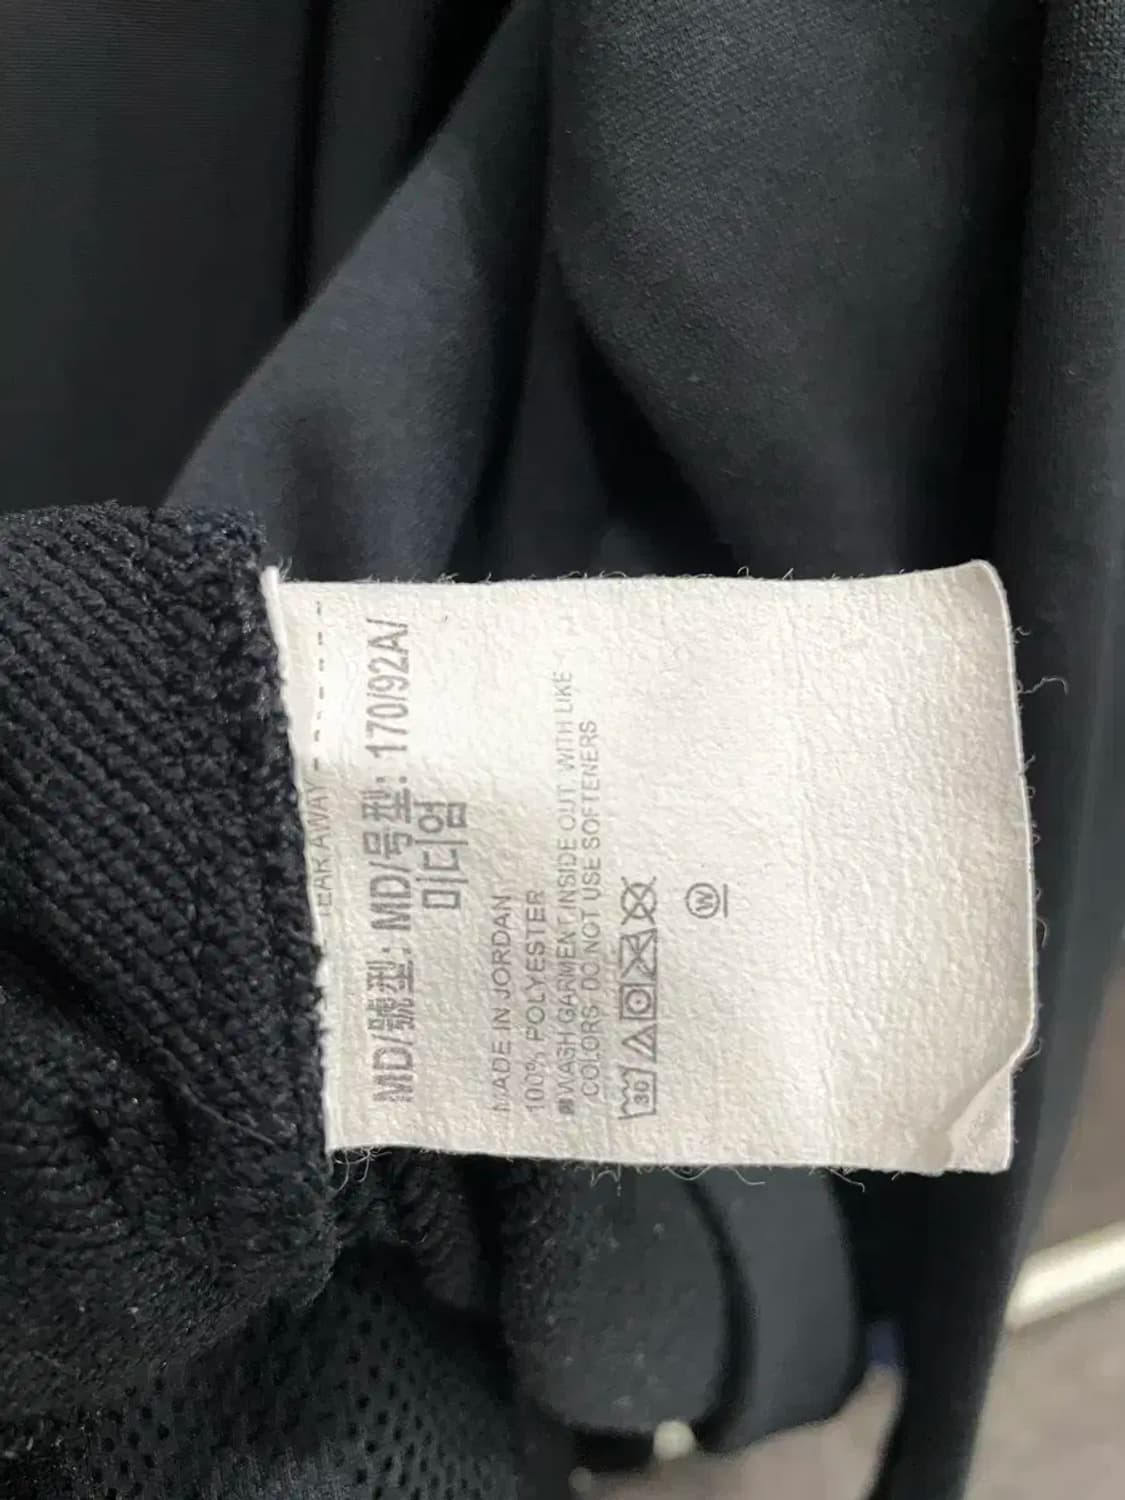 TEAR AWAY
MD/號型: MD/号型: 170/92A/
미디엄
MADE IN JORDAN
100% POLYESTER
WASH GARMENT INSIDE OUT WITH LIKE
COLORS DO NOT USE SOFTENERS
30
W